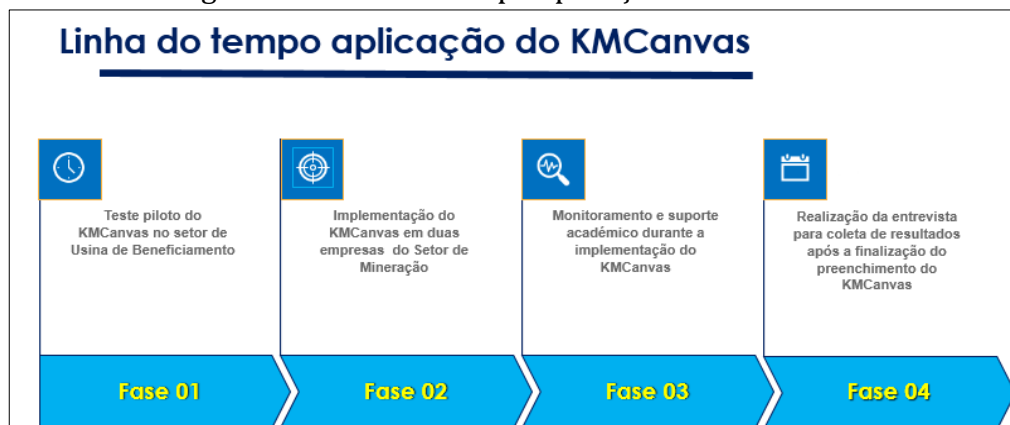 Linha do tempo aplicação do KMCanvas
Teste piloto do
KMCanvas no setor de
Usina de Beneficiamento
Implementação do
KMCanvas em duas
empresas do Setor de
Mineração
Monitoramento e suporte
académico durante a
implementação do
KMCanvas
Realização da entrevista
para coleta de resultados
após a finalização do
preenchimento do
KMCanvas
Fase 01
Fase 02
Fase 03
Fase 04